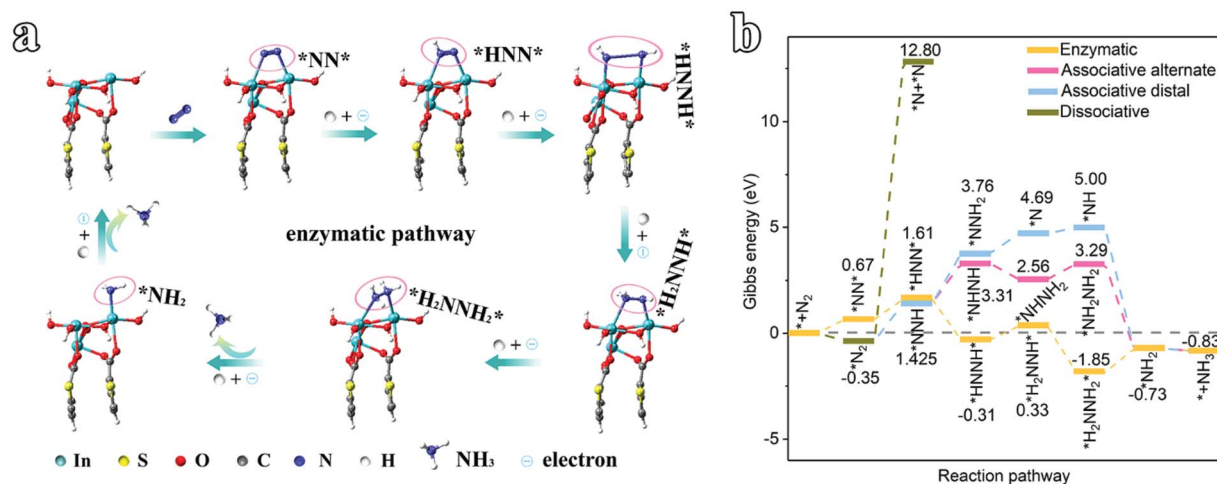 a
*NN*
*HNN*
*HNNH*
+
+
+
+
enzymatic pathway
*NH₂
*H₂NNH₂*
*H₂NNH*
+
+
In S O C N H NH₃ electron
b
12.80
*N+*N
Enzymatic
Associative alternate
Associative distal
Dissociative
Gibbs energy (eV)
10
5
0
-5
*+N₂
0.67
*NN*
*N₂
-0.35
1.61
*HNN*
*NNH
1.425
3.76
*NNH₂
*NHNH
3.31
*HNNH*
-0.31
4.69
*N
2.56
*NHNH₂
*H₂NNH*
0.33
5.00
*NH
3.29
*NH₂NH₂
-1.85
*H₂NNH₂*
*NH₂
-0.73
-0.83
*+NH₃
Reaction pathway